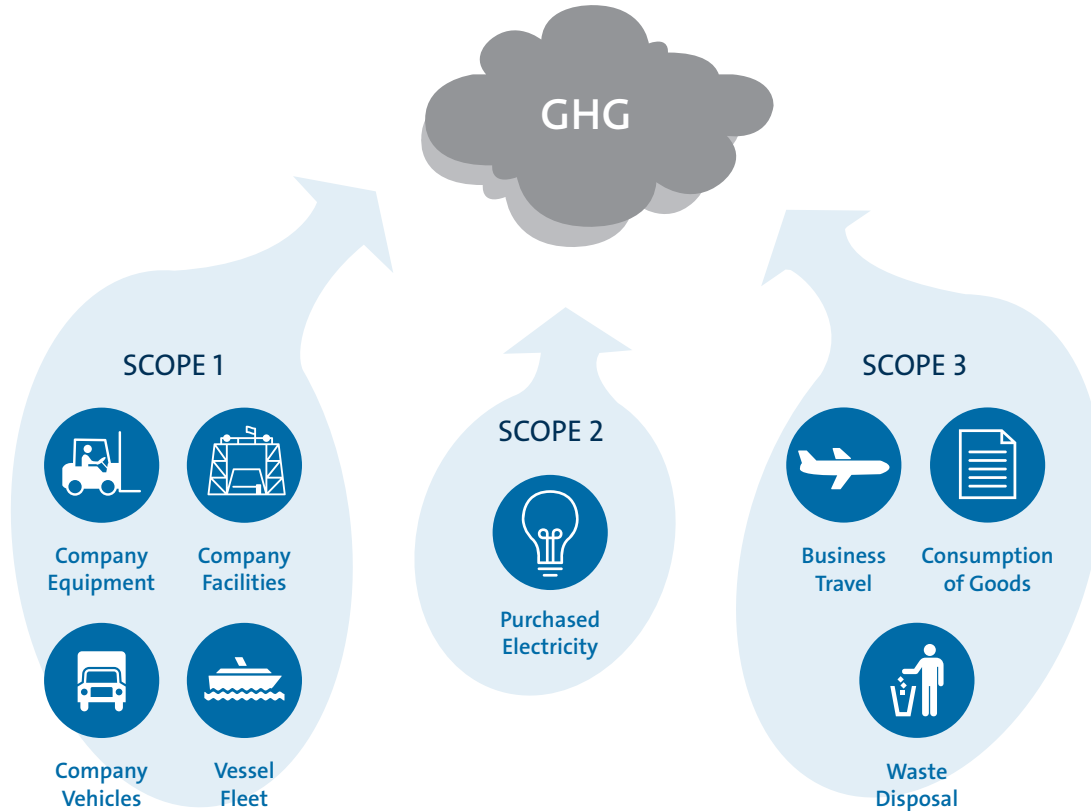 GHG
SCOPE 1
Company
Equipment
Company
Facilities
Company
Vehicles
Vessel
Fleet
SCOPE 2
Purchased
Electricity
SCOPE 3
Business
Travel
Consumption
of Goods
Waste
Disposal